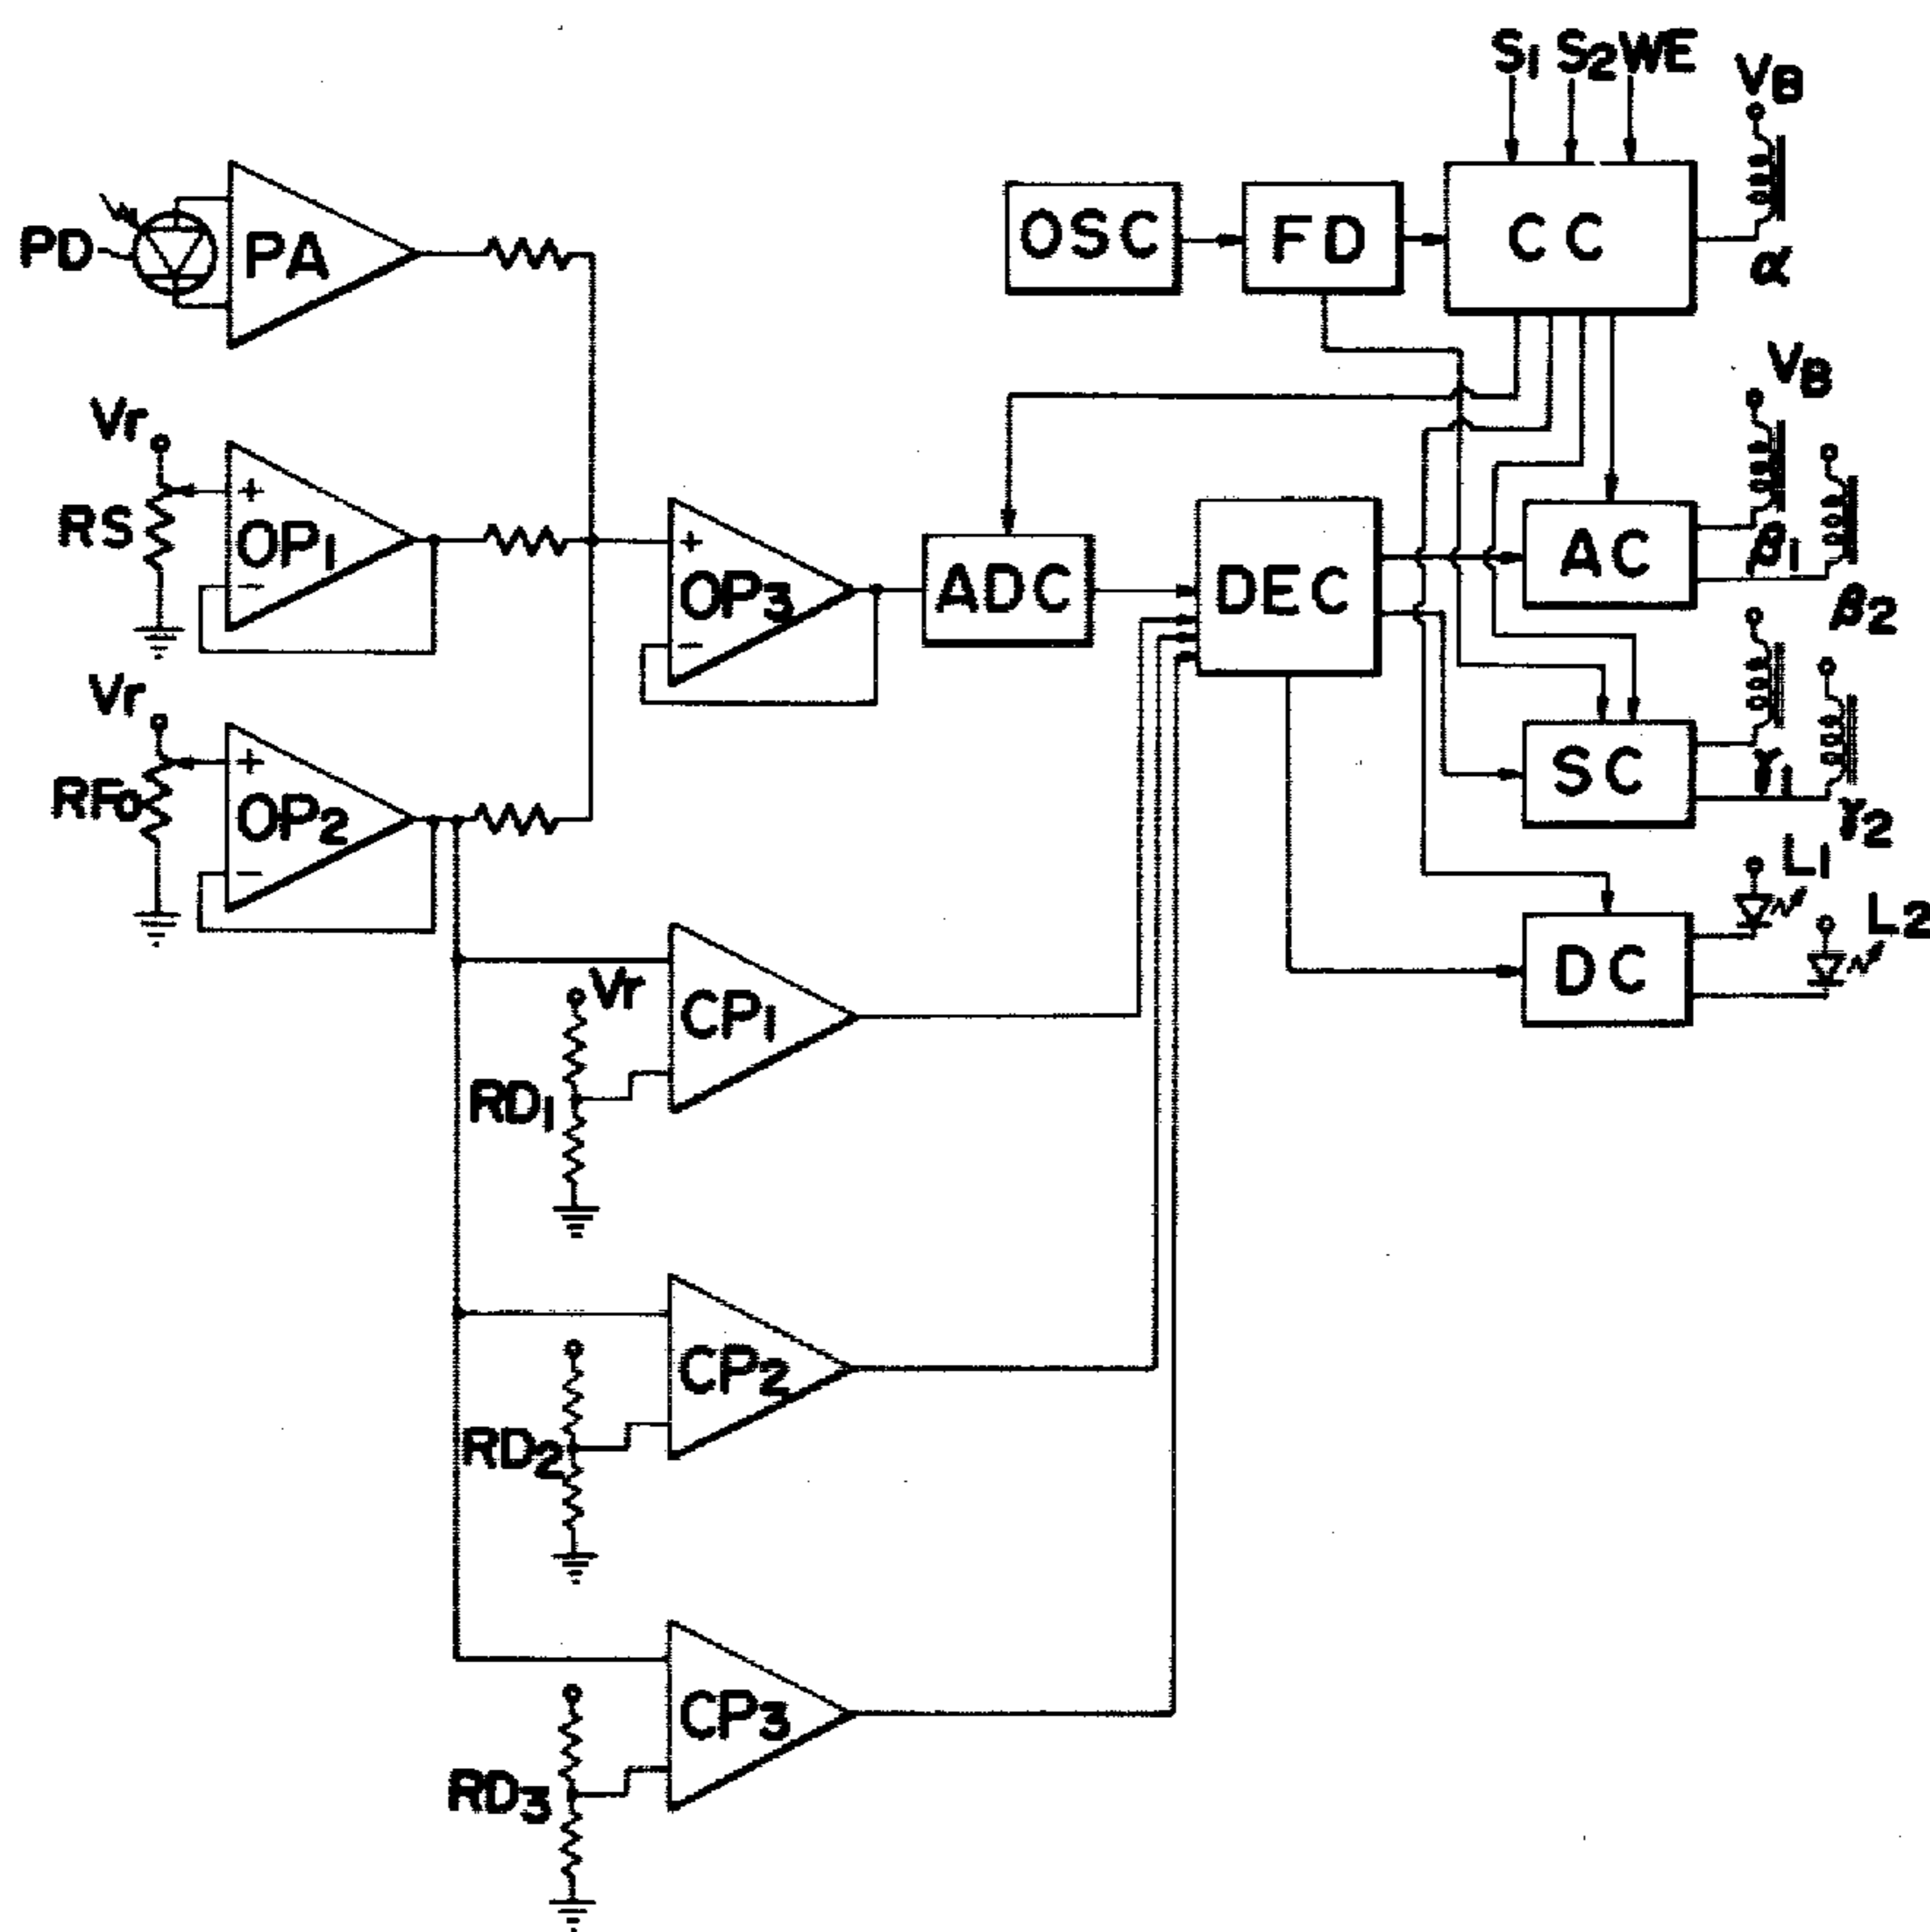 S1 S2 WE
VB
PD
PA
OSC
FD
CC
α
VB
Vr
RS
+
OP1
−
+
OP3
−
ADC
DEC
AC
β1
β2
Vr
RF0
+
OP2
−
SC
γ1
γ2
L1
L2
DC
Vr
CP1
RD1
CP2
RD2
CP3
RD3